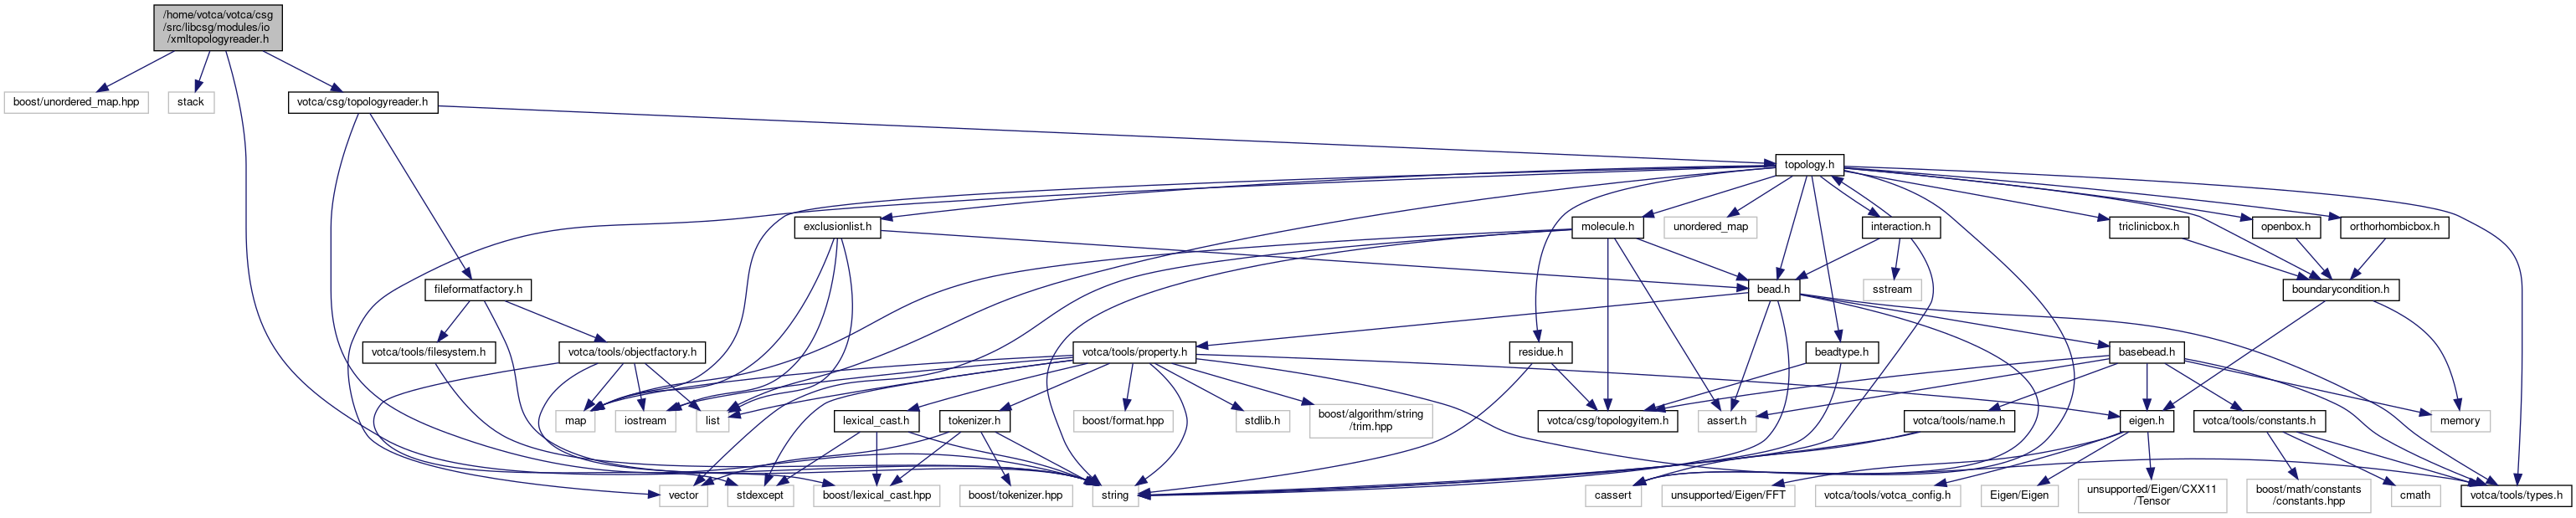 /home/votca/votca/csg
/src/libcsg/modules/io
/xmltopologyreader.h
boost/unordered_map.hpp
stack
votca/csg/topologyreader.h
topology.h
exclusionlist.h
molecule.h
unordered_map
interaction.h
triclinicbox.h
openbox.h
orthorhombicbox.h
fileformatfactory.h
bead.h
sstream
boundarycondition.h
votca/tools/filesystem.h
votca/tools/objectfactory.h
votca/tools/property.h
residue.h
beadtype.h
basebead.h
map
iostream
list
lexical_cast.h
tokenizer.h
boost/format.hpp
stdlib.h
boost/algorithm/string
/trim.hpp
votca/csg/topologyitem.h
assert.h
votca/tools/name.h
eigen.h
votca/tools/constants.h
memory
vector
stdexcept
boost/lexical_cast.hpp
boost/tokenizer.hpp
string
cassert
unsupported/Eigen/FFT
votca/tools/votca_config.h
Eigen/Eigen
unsupported/Eigen/CXX11
/Tensor
boost/math/constants
/constants.hpp
cmath
votca/tools/types.h